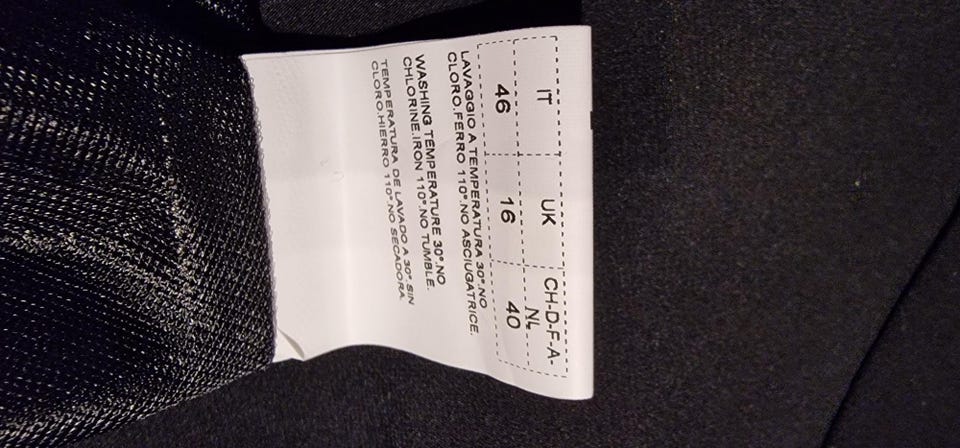 IT UK CH-D-F-A-
NL
46 16 40
LAVAGGIO A TEMPERATURA 30°.NO
CLORO.FERRO 110°.NO ASCIUGATRICE.
WASHING TEMPERATURE 30°.NO
CHLORINE.IRON 110°.NO TUMBLE.
TEMPERATURA DE LAVADO A 30°.SIN
CLORO.HIERRO 110°.NO SECADORA.